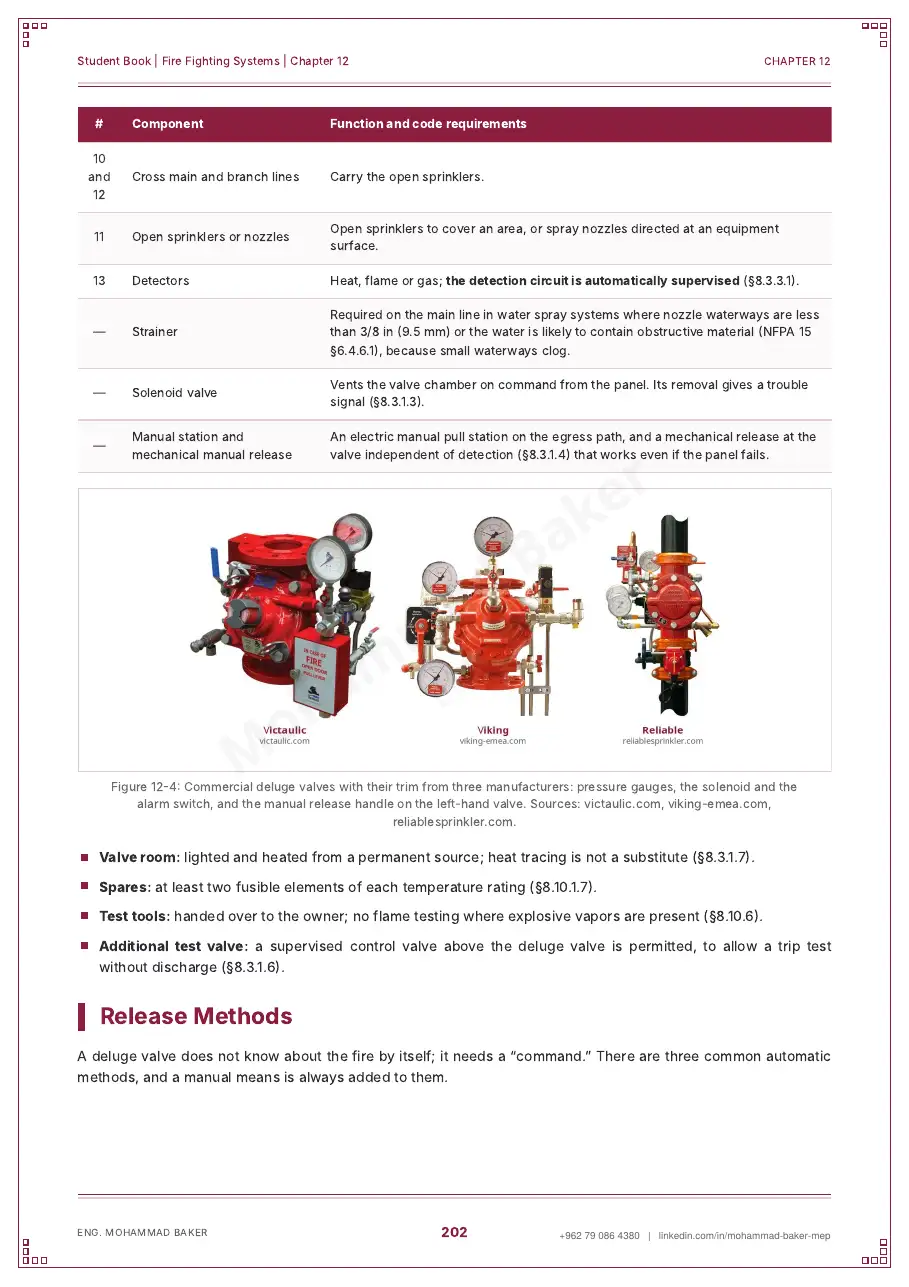 Student Book | Fire Fighting Systems | Chapter 12
CHAPTER 12
# Component Function and code requirements
10
and
12
Cross main and branch lines
Carry the open sprinklers.
11
Open sprinklers or nozzles
Open sprinklers to cover an area, or spray nozzles directed at an equipment
surface.
13
Detectors
Heat, flame or gas; the detection circuit is automatically supervised (§8.3.3.1).
—
Strainer
Required on the main line in water spray systems where nozzle waterways are less
than 3/8 in (9.5 mm) or the water is likely to contain obstructive material (NFPA 15
§6.4.6.1), because small waterways clog.
—
Solenoid valve
Vents the valve chamber on command from the panel. Its removal gives a trouble
signal (§8.3.1.3).
—
Manual station and
mechanical manual release
An electric manual pull station on the egress path, and a mechanical release at the
valve independent of detection (§8.3.1.4) that works even if the panel fails.
Mohammad Baker
IN CASE OF
FIRE
OPEN DOOR
Victaulic
victaulic.com
Viking
viking-emea.com
Reliable
reliablesprinkler.com
Figure 12-4: Commercial deluge valves with their trim from three manufacturers: pressure gauges, the solenoid and the
alarm switch, and the manual release handle on the left-hand valve. Sources: victaulic.com, viking-emea.com,
reliablesprinkler.com.
Valve room: lighted and heated from a permanent source; heat tracing is not a substitute (§8.3.1.7).
Spares: at least two fusible elements of each temperature rating (§8.10.1.7).
Test tools: handed over to the owner; no flame testing where explosive vapors are present (§8.10.6).
Additional test valve: a supervised control valve above the deluge valve is permitted, to allow a trip test
without discharge (§8.3.1.6).
Release Methods
A deluge valve does not know about the fire by itself; it needs a “command.” There are three common automatic
methods, and a manual means is always added to them.
ENG. MOHAMMAD BAKER
202
+962 79 086 4380 | linkedin.com/in/mohammad-baker-mep